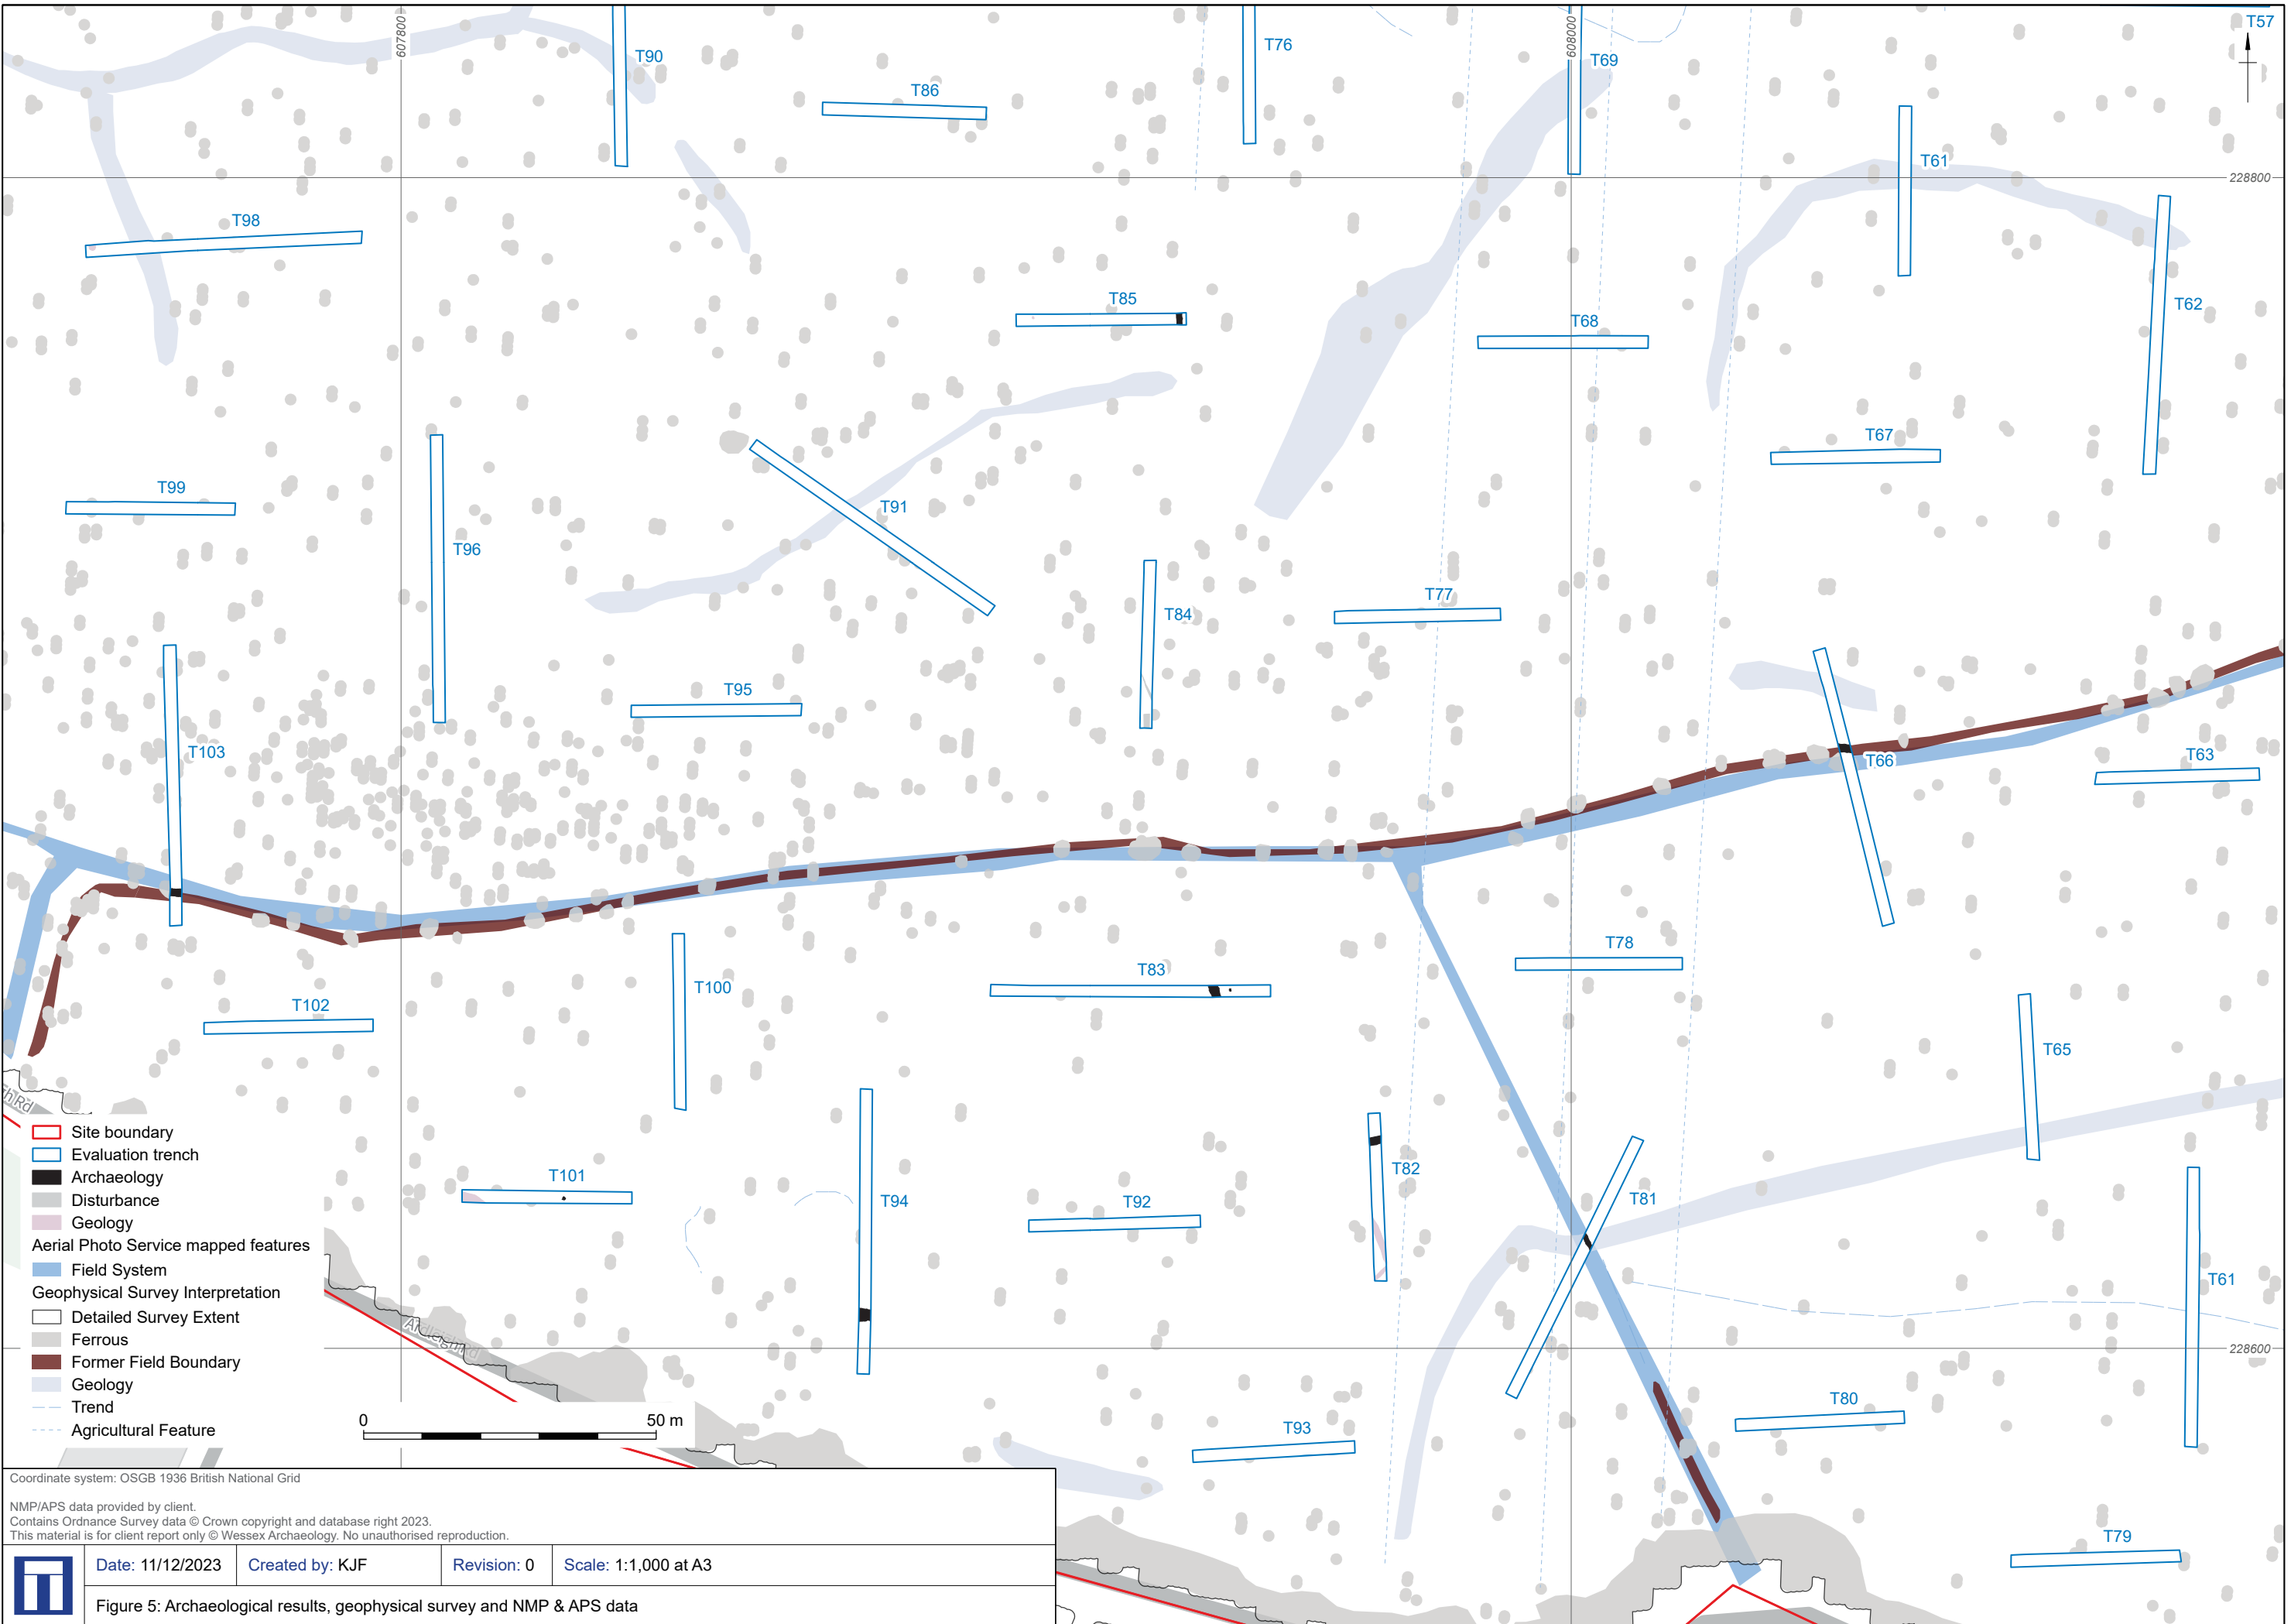 607800
608000
T57
T90
T76
T69
T86
T61
228800
T98
T85
T62
T68
T67
T99
T91
T96
T77
T84
T95
T103
T66
T63
T78
T83
T100
T102
T65
T82
T101
T94
T92
T81
T61
228600
T80
T93
T79
Site boundary
Evaluation trench
Archaeology
Disturbance
Geology
Aerial Photo Service mapped features
Field System
Geophysical Survey Interpretation
Detailed Survey Extent
Ferrous
Former Field Boundary
Geology
Trend
Agricultural Feature
0 50 m
Coordinate system: OSGB 1936 British National Grid
NMP/APS data provided by client.
Contains Ordnance Survey data © Crown copyright and database right 2023.
This material is for client report only © Wessex Archaeology. No unauthorised reproduction.
Date: 11/12/2023 Created by: KJF Revision: 0 Scale: 1:1,000 at A3
Figure 5: Archaeological results, geophysical survey and NMP & APS data